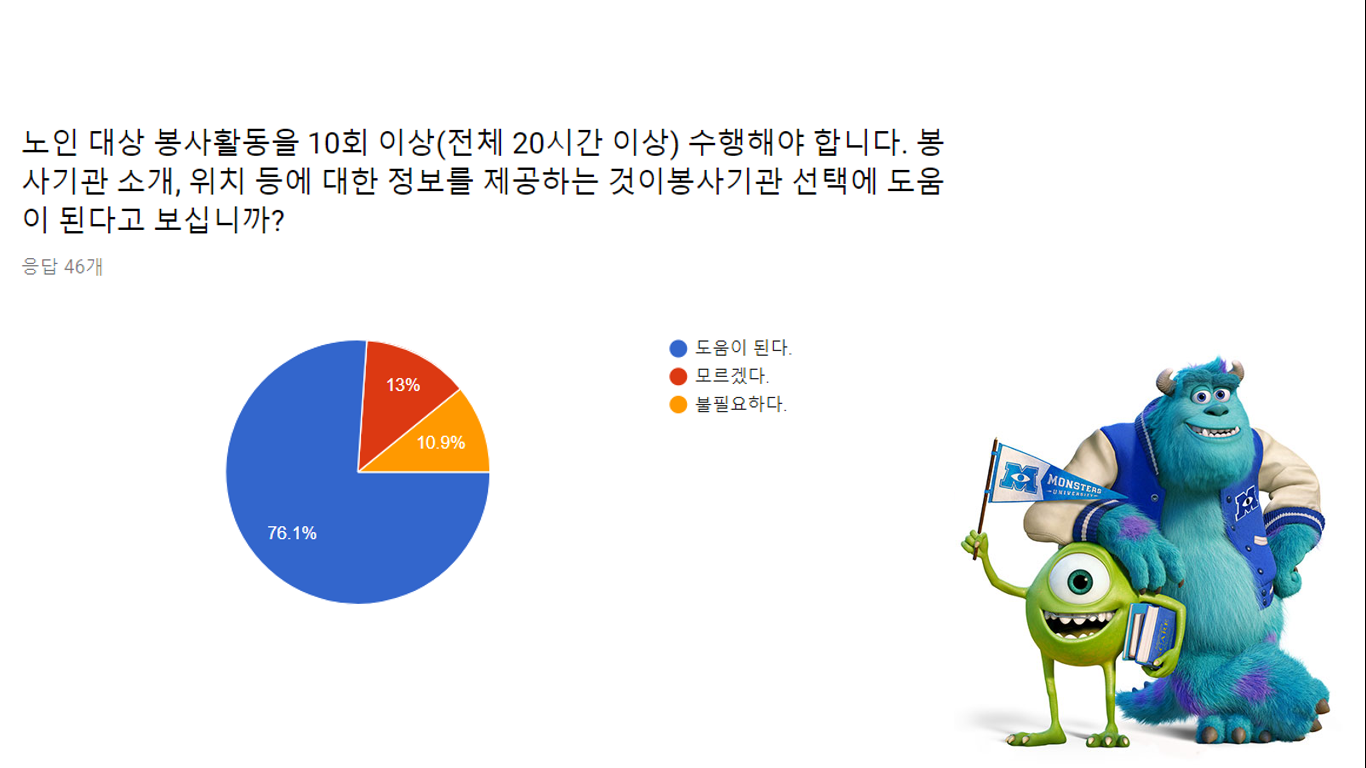 노인 대상 봉사활동을 10회 이상(전체 20시간 이상) 수행해야 합니다. 봉
사기관 소개, 위치 등에 대한 정보를 제공하는 것이봉사기관 선택에 도움
이 된다고 보십니까?
응답 46개
도움이 된다.
모르겠다.
불필요하다.
13%
10.9%
76.1%
MONSTERS
UNIVERSITY
M